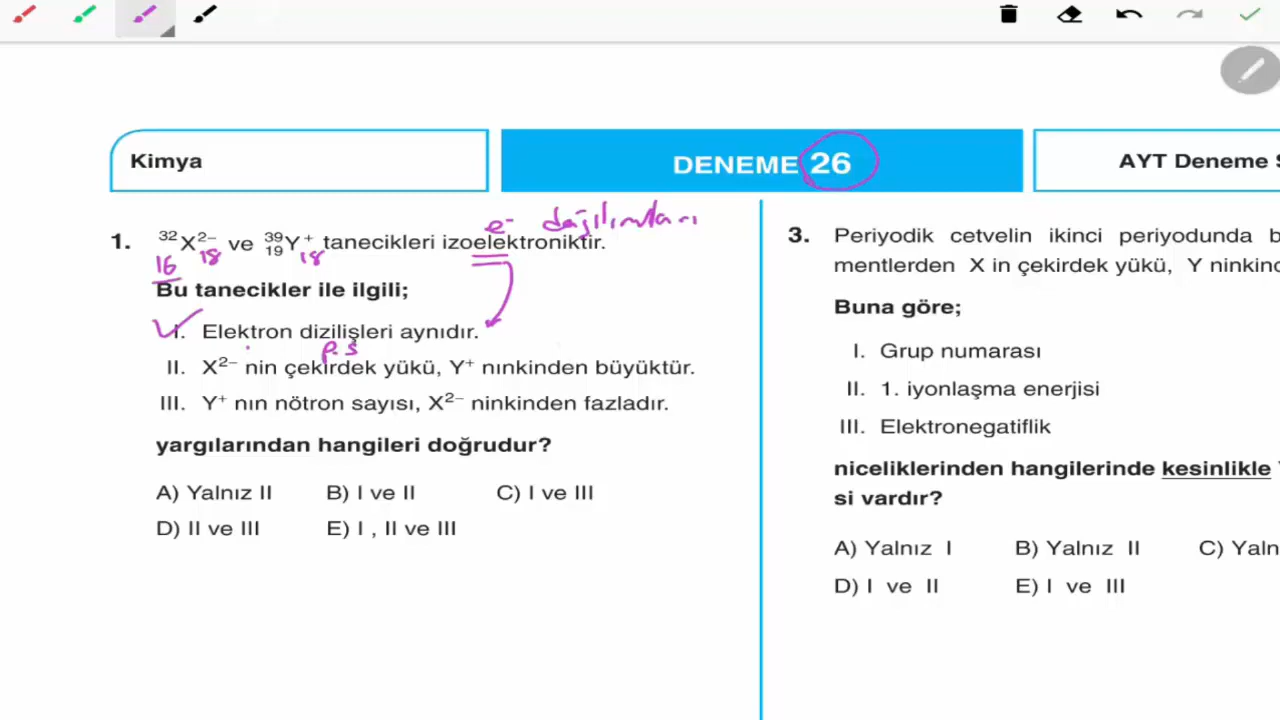 Kimya
DENEME 26
AYT Deneme
e- dağılımları
1. ³²X²⁻ ve ³⁹₁₉Y⁺ tanecikleri izoelektroniktir.
16 18 18
Bu tanecikler ile ilgili;
I. Elektron dizilişleri aynıdır.
p.s
II. X²⁻ nin çekirdek yükü, Y⁺ nınkinden büyüktür.
III. Y⁺ nın nötron sayısı, X²⁻ ninkinden fazladır.
yargılarından hangileri doğrudur?
A) Yalnız II B) I ve II C) I ve III
D) II ve III E) I , II ve III
3. Periyodik cetvelin ikinci periyodunda b
mentlerden X in çekirdek yükü, Y ninkin
Buna göre;
I. Grup numarası
II. 1. iyonlaşma enerjisi
III. Elektronegatiflik
niceliklerinden hangilerinde kesinlikle
si vardır?
A) Yalnız I B) Yalnız II C) Yaln
D) I ve II E) I ve III